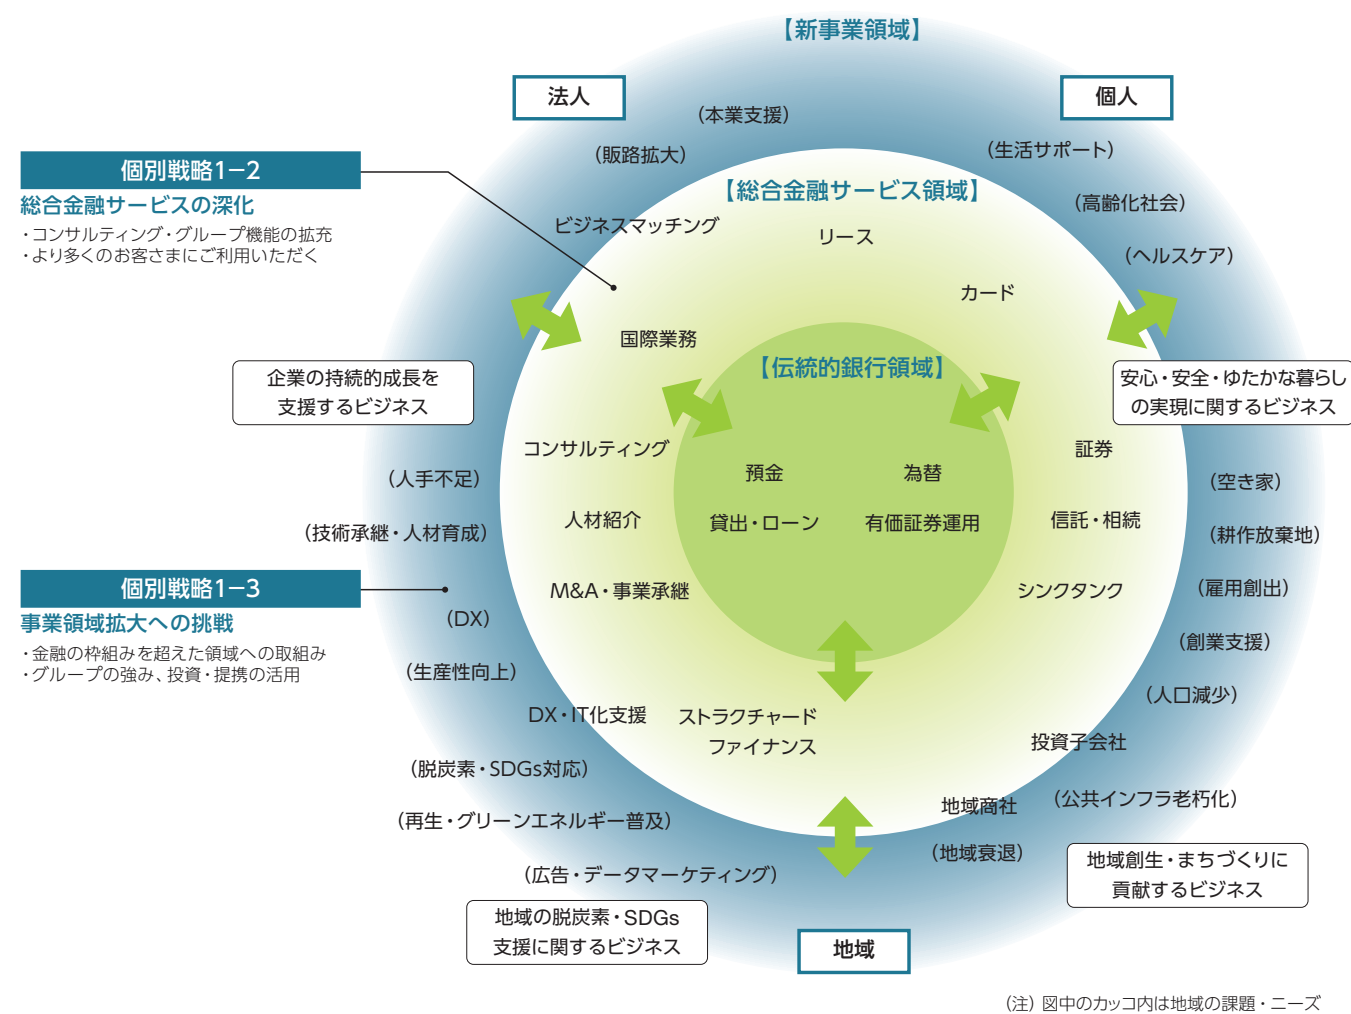 【新事業領域】
法人
個人
（本業支援）
（販路拡大）
（生活サポート）
個別戦略1－2
総合金融サービスの深化
・コンサルティング・グループ機能の拡充
・より多くのお客さまにご利用いただく
【総合金融サービス領域】
（高齢化社会）
ビジネスマッチング
リース
（ヘルスケア）
カード
国際業務
【伝統的銀行領域】
企業の持続的成長を
支援するビジネス
安心・安全・ゆたかな暮らし
の実現に関するビジネス
コンサルティング
証券
（人手不足）
預金
為替
（空き家）
人材紹介
貸出・ローン
有価証券運用
信託・相続
（技術承継・人材育成）
（耕作放棄地）
個別戦略1－3
事業領域拡大への挑戦
・金融の枠組みを超えた領域への取組み
・グループの強み、投資・提携の活用
M&A・事業承継
シンクタンク
（雇用創出）
（DX）
（創業支援）
（生産性向上）
（人口減少）
DX・IT化支援
ストラクチャード
ファイナンス
投資子会社
（脱炭素・SDGs対応）
地域商社
（公共インフラ老朽化）
（再生・グリーンエネルギー普及）
（地域衰退）
（広告・データマーケティング）
地域創生・まちづくりに
貢献するビジネス
地域の脱炭素・SDGs
支援に関するビジネス
地域
（注）図中のカッコ内は地域の課題・ニーズ